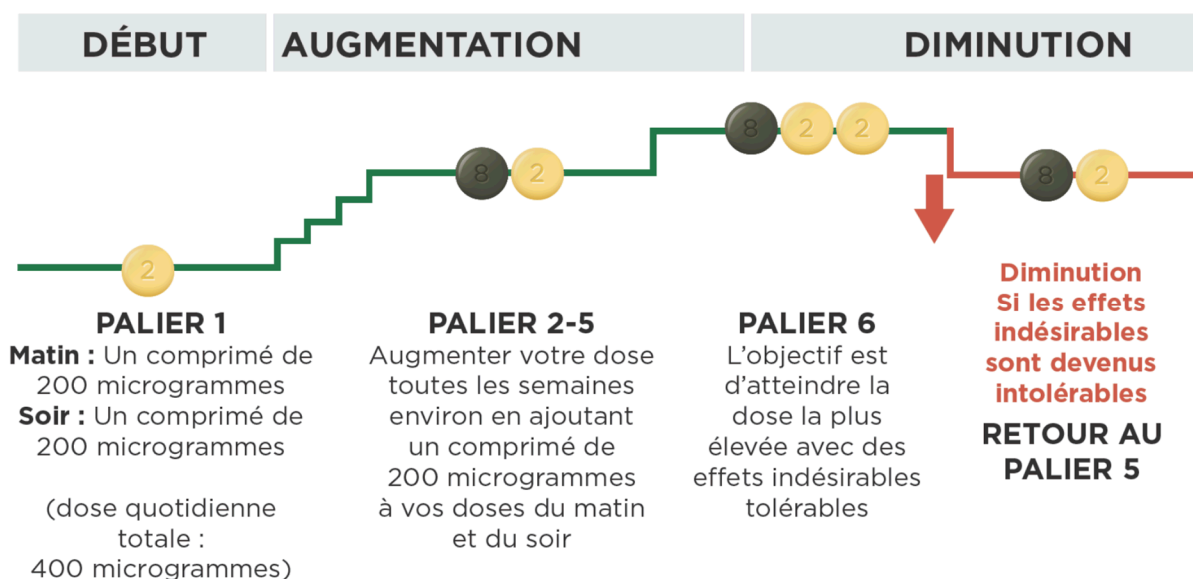 DÉBUT
AUGMENTATION
DIMINUTION
2
8 2
8 2 2
8 2
PALIER 1
Matin : Un comprimé de
200 microgrammes
Soir : Un comprimé de
200 microgrammes
(dose quotidienne
totale :
400 microgrammes)
PALIER 2-5
Augmenter votre dose
toutes les semaines
environ en ajoutant
un comprimé de
200 microgrammes
à vos doses du matin
et du soir
PALIER 6
L’objectif est
d’atteindre la
dose la plus
élevée avec des
effets indésirables
tolérables
Diminution
Si les effets
indésirables
sont devenus
intolérables
RETOUR AU
PALIER 5